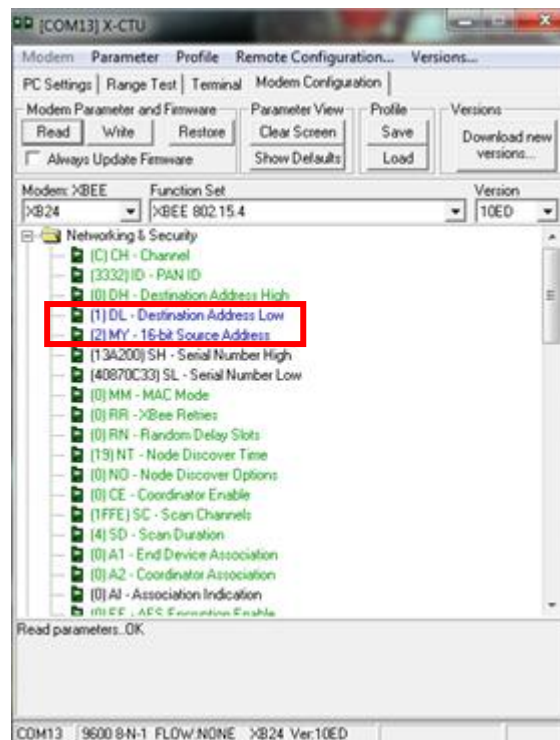 [COM13] X-CTU
Modem Parameter Profile Remote Configuration... Versions...
PC Settings Range Test Terminal Modem Configuration
Modem Parameter and Firmware Parameter View Profile Versions
Read Write Restore Clear Screen Save Download new versions...
Always Update Firmware Show Defaults Load
Modem: XBEE Function Set Version
XB24 XBEE 802.15.4 10ED
Networking & Security
(C) CH - Channel
(3332) ID - PAN ID
(0) DH - Destination Address High
(1) DL - Destination Address Low
(2) MY - 16-bit Source Address
(13A200) SH - Serial Number High
(40870C33) SL - Serial Number Low
(0) MM - MAC Mode
(0) RR - XBee Retries
(0) RN - Random Delay Slots
(19) NT - Node Discover Time
(0) NO - Node Discover Options
(0) CE - Coordinator Enable
(1FFE) SC - Scan Channels
(4) SD - Scan Duration
(0) A1 - End Device Association
(0) A2 - Coordinator Association
(0) AI - Association Indication
(0) EE - AES Encryption Enable
Read parameters..OK
COM13 9600 8-N-1 FLOW:NONE XB24 Ver:10ED